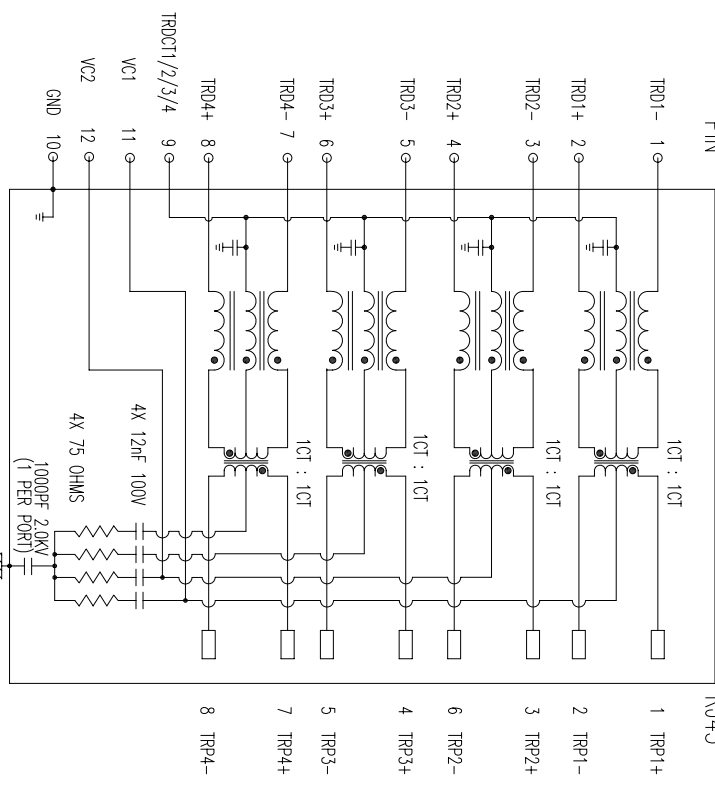 PIN
RJ45
TRD1- 1
1CT : 1CT
1 TRP1+
TRD1+ 2
2 TRP1-
TRD2- 3
1CT : 1CT
3 TRP2+
TRD2+ 4
6 TRP2-
TRD3- 5
1CT : 1CT
4 TRP3+
TRD3+ 6
5 TRP3-
TRD4- 7
1CT : 1CT
7 TRP4+
TRD4+ 8
8 TRP4-
TRDCT1/2/3/4 9
VC1 11
4X 12nF 100V
VC2 12
4X 75 OHMS
GND 10
1000PF 2.0KV
(1 PER PORT)